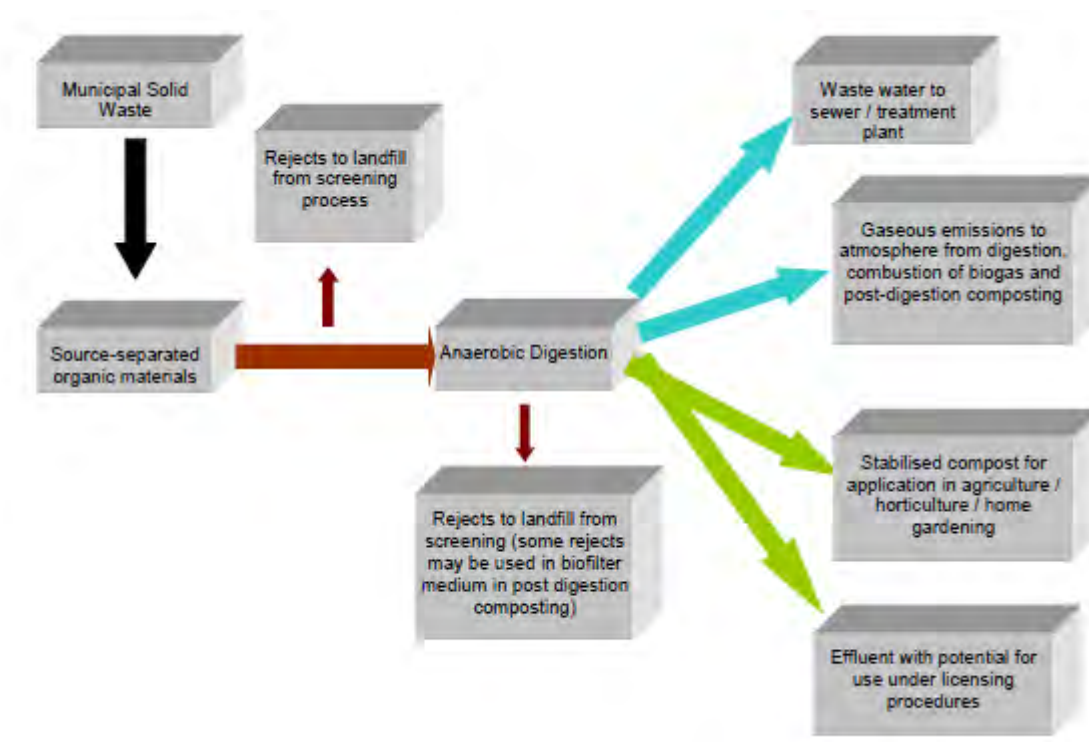 Municipal Solid
Waste
Rejects to landfill
from screening
process
Source-separated
organic materials
Anaerobic Digestion
Rejects to landfill from
screening (some rejects
may be used in biofilter
medium in post digestion
composting)
Waste water to
sewer / treatment
plant
Gaseous emissions to
atmosphere from digestion,
combustion of biogas and
post-digestion composting
Stabilised compost for
application in agriculture /
horticulture / home
gardening
Effluent with potential for
use under licensing
procedures